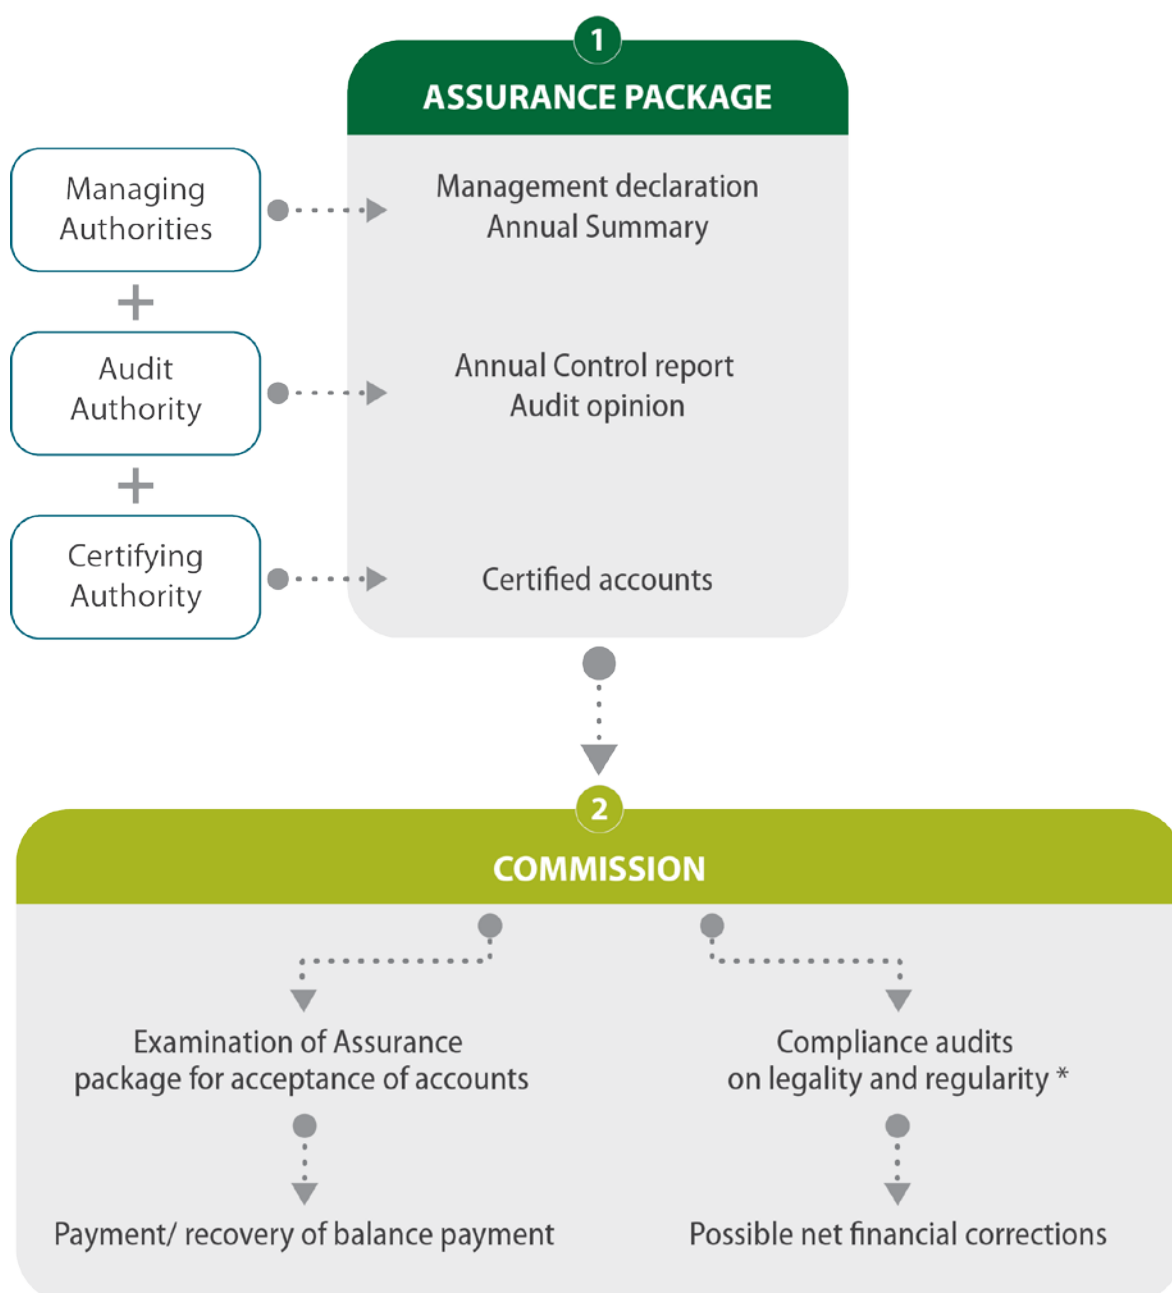 1
ASSURANCE PACKAGE
Managing
Authorities
Management declaration
Annual Summary
+
Audit
Authority
Annual Control report
Audit opinion
+
Certifying
Authority
Certified accounts
2
COMMISSION
Examination of Assurance
package for acceptance of accounts
Compliance audits
on legality and regularity *
Payment/ recovery of balance payment
Possible net financial corrections